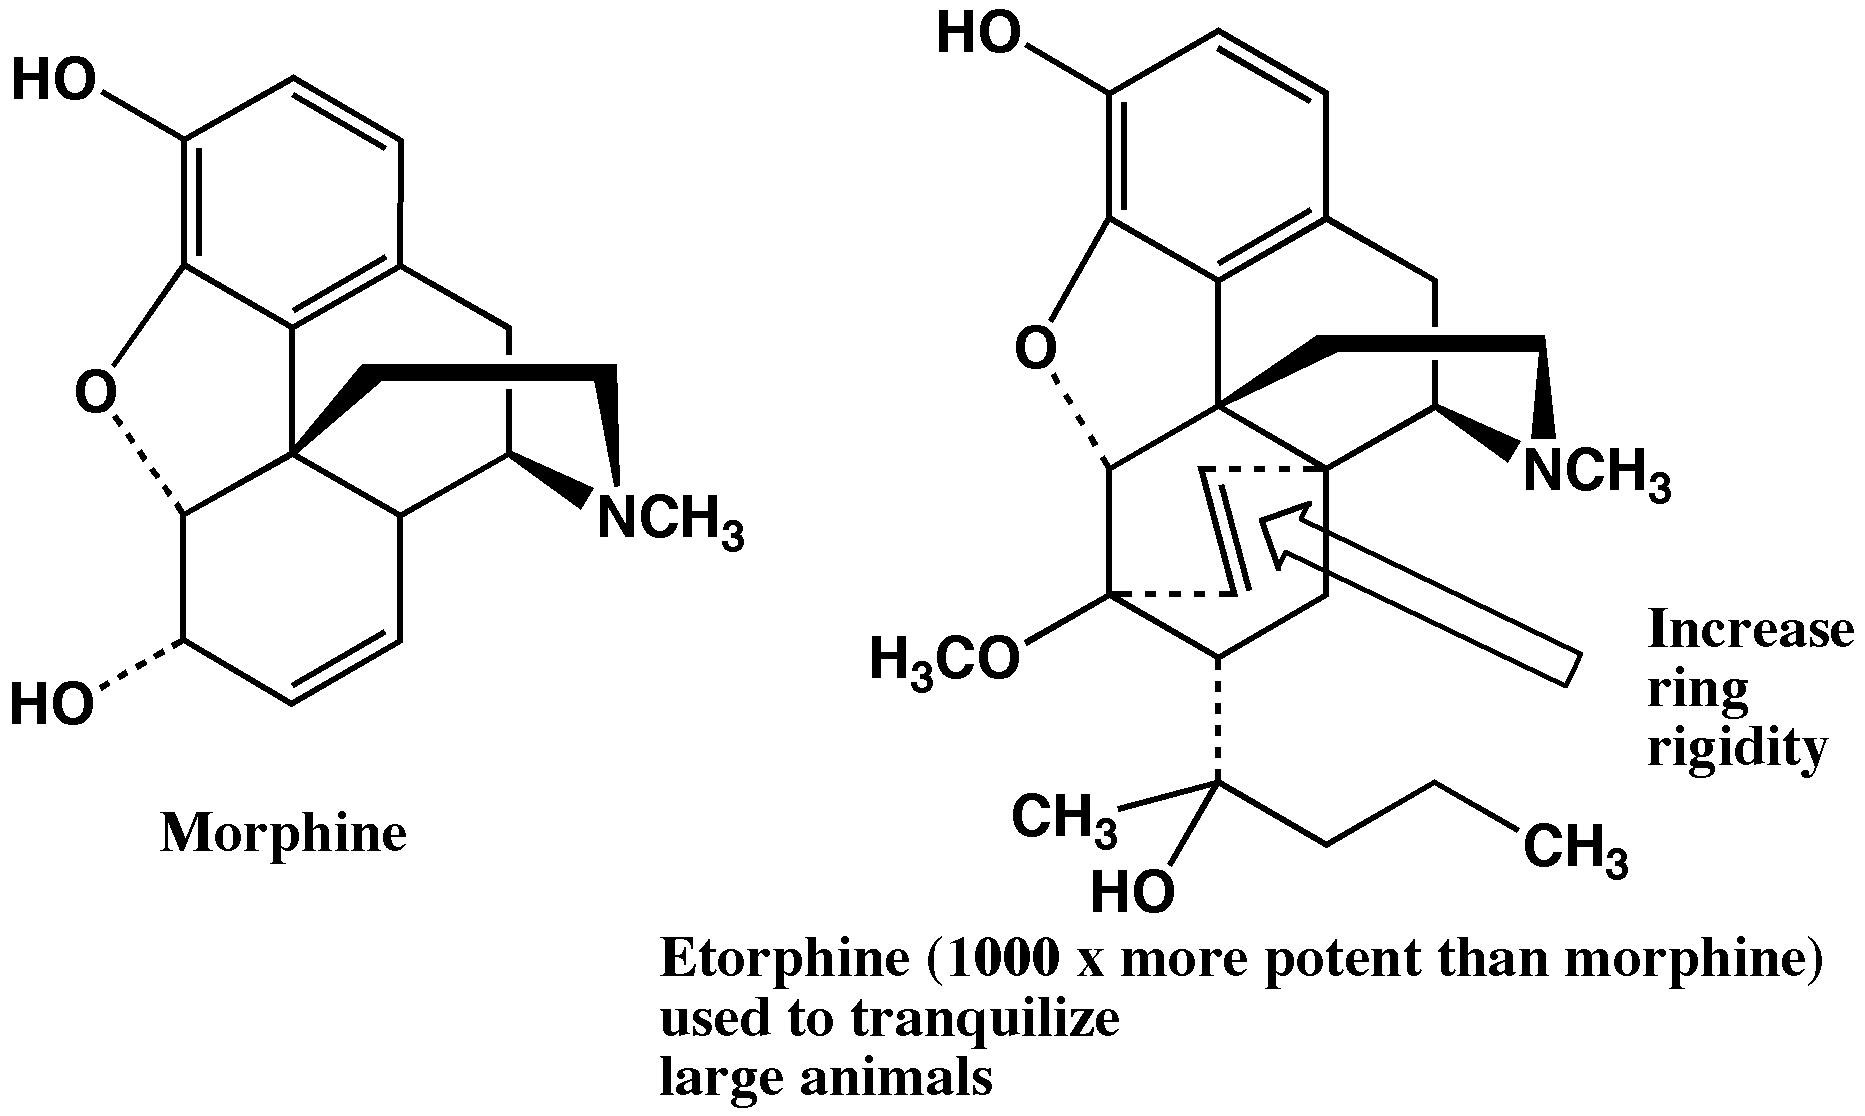 HO
O
NCH3
HO
Morphine
HO
O
NCH3
H3CO
Increase
ring
rigidity
CH3
HO
CH3
Etorphine (1000 x more potent than morphine)
used to tranquilize
large animals